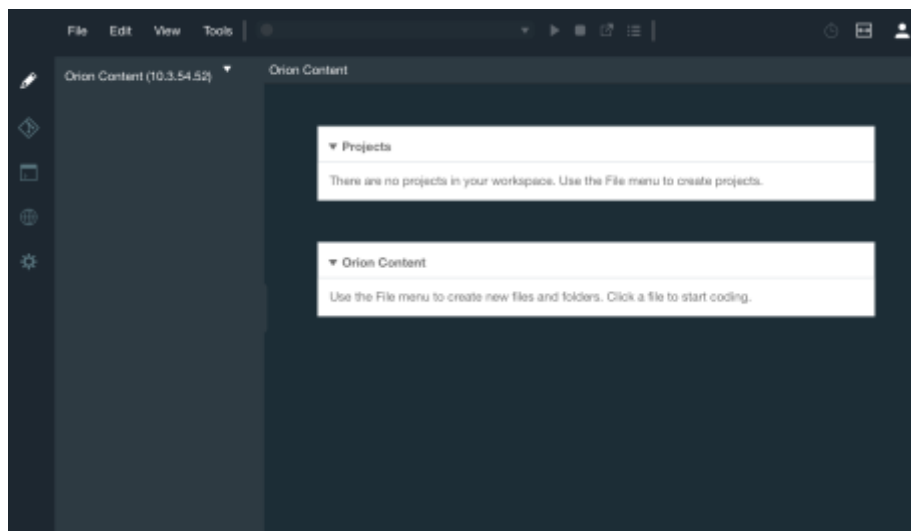 File Edit View Tools
Orion Content (10.3.54.52)
Orion Content
Projects
There are no projects in your workspace. Use the File menu to create projects.
Orion Content
Use the File menu to create new files and folders. Click a file to start coding.